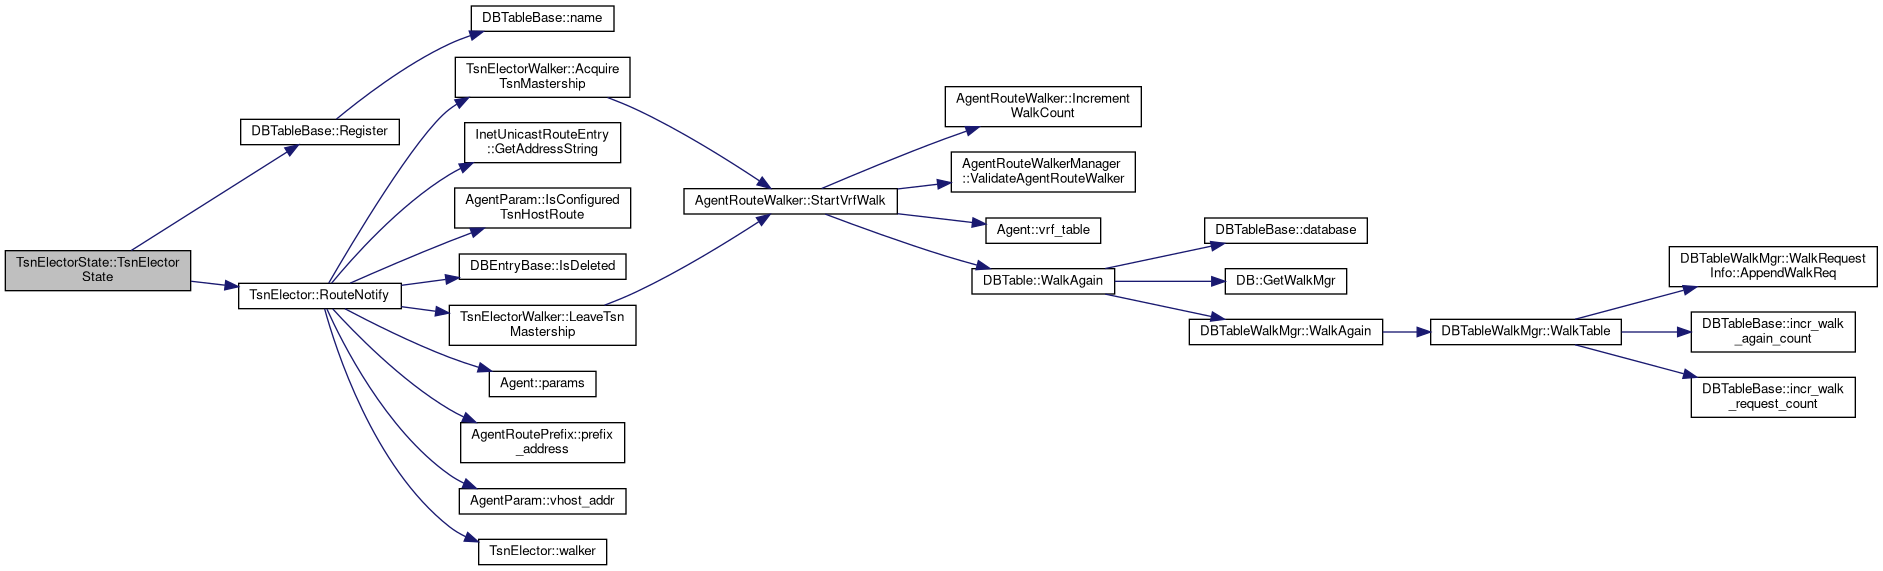 DBTableBase::name
TsnElectorWalker::Acquire
TsnMastership
AgentRouteWalker::Increment
WalkCount
DBTableBase::Register
InetUnicastRouteEntry
::GetAddressString
AgentRouteWalkerManager
::ValidateAgentRouteWalker
AgentParam::IsConfigured
TsnHostRoute
AgentRouteWalker::StartVrfWalk
Agent::vrf_table
DBTableBase::database
TsnElectorState::TsnElector
State
DBEntryBase::IsDeleted
DBTableWalkMgr::WalkRequest
Info::AppendWalkReq
DBTable::WalkAgain
DB::GetWalkMgr
TsnElector::RouteNotify
TsnElectorWalker::LeaveTsn
Mastership
DBTableWalkMgr::WalkAgain
DBTableWalkMgr::WalkTable
DBTableBase::incr_walk
_again_count
Agent::params
DBTableBase::incr_walk
_request_count
AgentRoutePrefix::prefix
_address
AgentParam::vhost_addr
TsnElector::walker